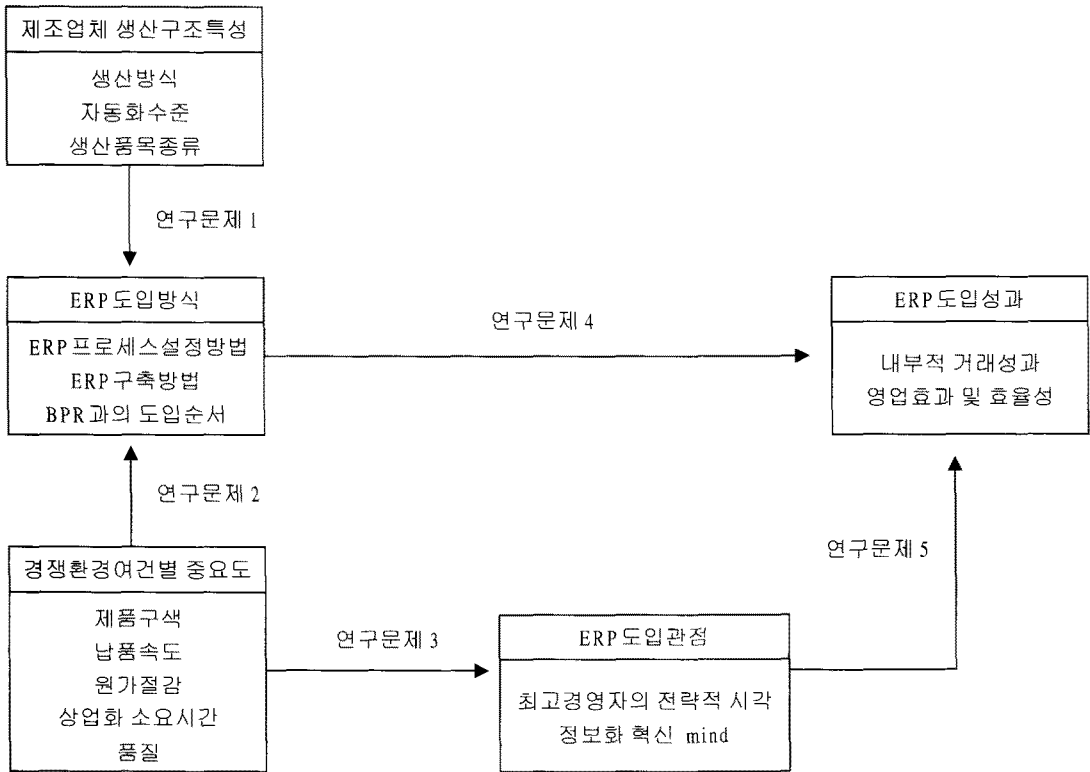 제조업체 생산구조특성
생산방식
자동화수준
생산품목종류
연구문제 1
ERP 도입방식
ERP 프로세스설정방법
ERP 구축방법
BPR 과의 도입순서
연구문제 4
ERP 도입성과
내부적 거래성과
영업효과 및 효율성
연구문제 2
경쟁환경여건별 중요도
제품구색
납품속도
원가절감
상업화 소요시간
품질
연구문제 3
ERP 도입관점
최고경영자의 전략적 시각
정보화 혁신 mind
연구문제 5